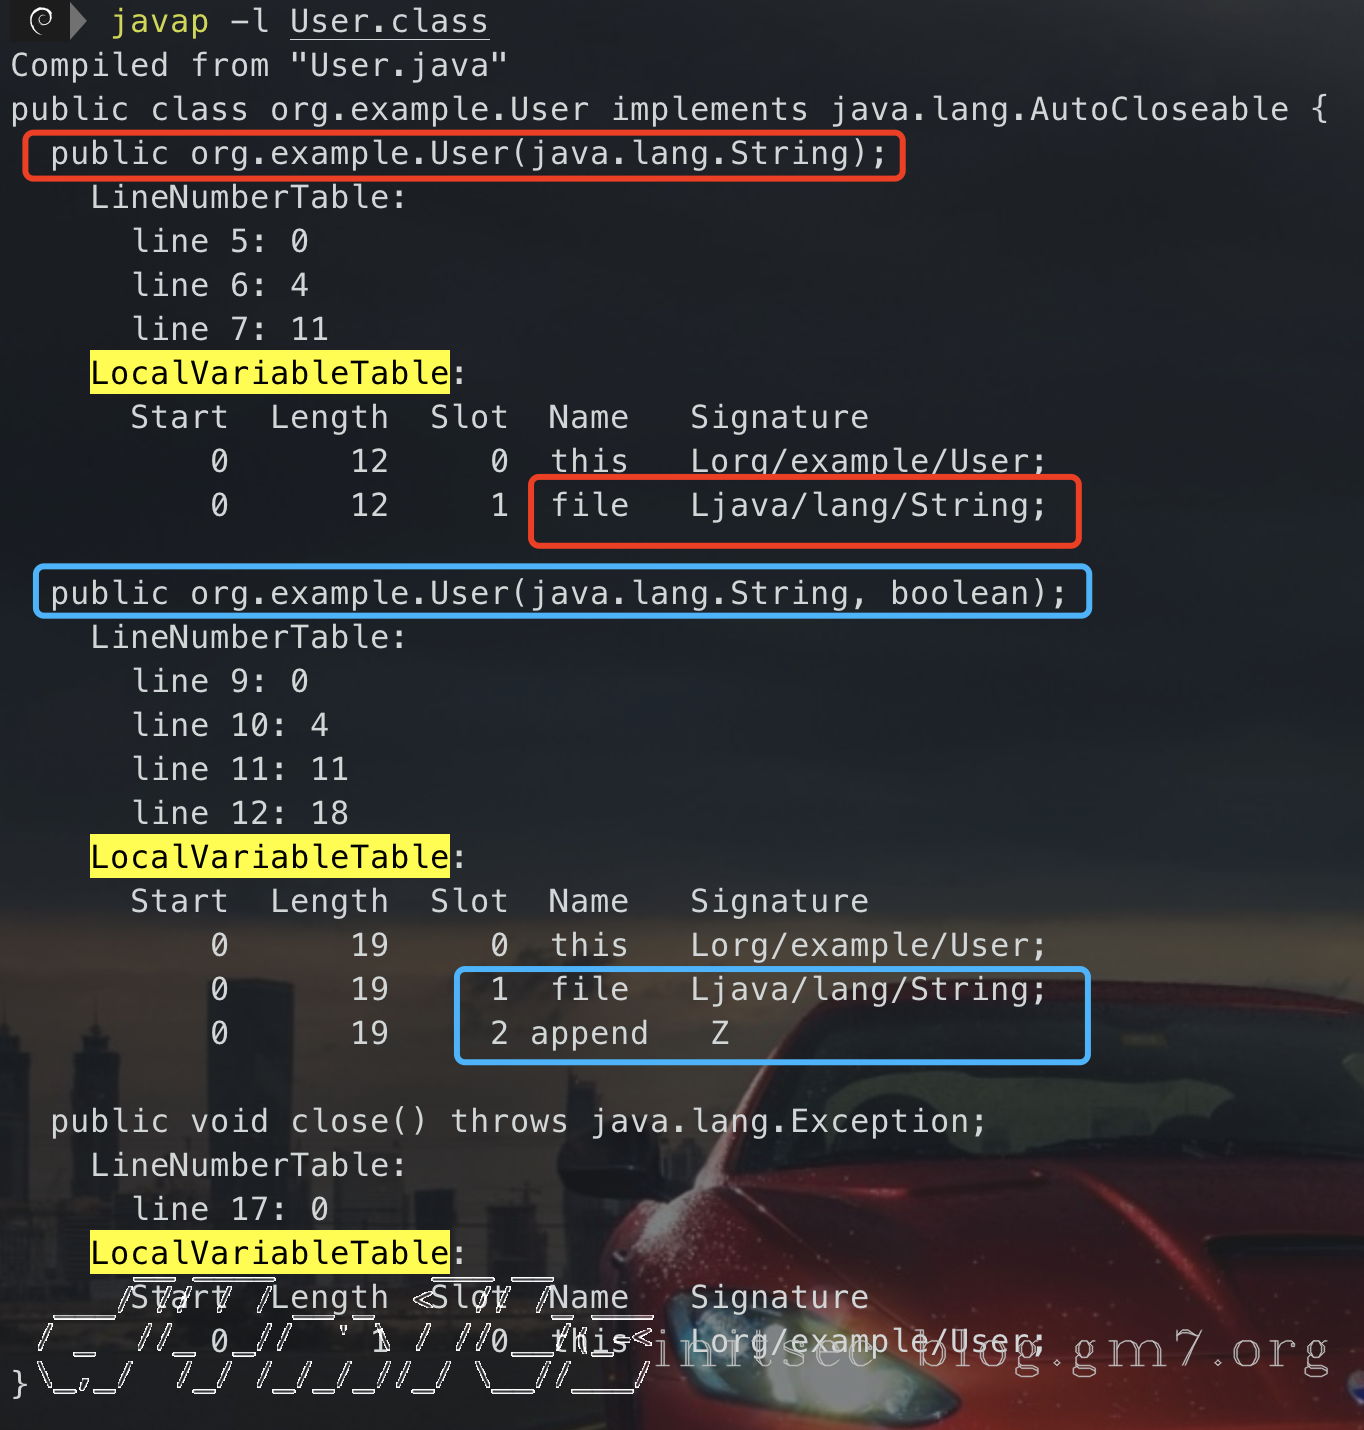 javap -l User.class
Compiled from "User.java"
public class org.example.User implements java.lang.AutoCloseable {
  public org.example.User(java.lang.String);
    LineNumberTable:
      line 5: 0
      line 6: 4
      line 7: 11
    LocalVariableTable:
      Start  Length  Slot  Name   Signature
          0      12     0  this   Lorg/example/User;
          0      12     1  file   Ljava/lang/String;

  public org.example.User(java.lang.String, boolean);
    LineNumberTable:
      line 9: 0
      line 10: 4
      line 11: 11
      line 12: 18
    LocalVariableTable:
      Start  Length  Slot  Name   Signature
          0      19     0  this   Lorg/example/User;
          0      19     1  file   Ljava/lang/String;
          0      19     2 append   Z

  public void close() throws java.lang.Exception;
    LineNumberTable:
      line 17: 0
    LocalVariableTable:
      Start  Length  Slot  Name   Signature
          0       1     0  this   Lorg/example/User;
}
blog.gm7.org